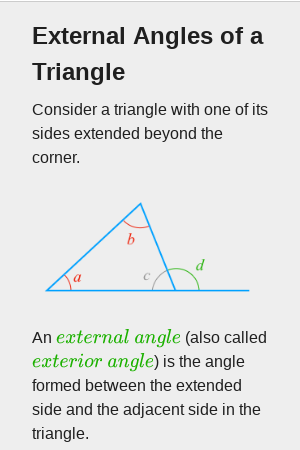 External Angles of a
Triangle
Consider a triangle with one of its
sides extended beyond the
corner.
b
a
c
d
An external angle (also called
exterior angle) is the angle
formed between the extended
side and the adjacent side in the
triangle.